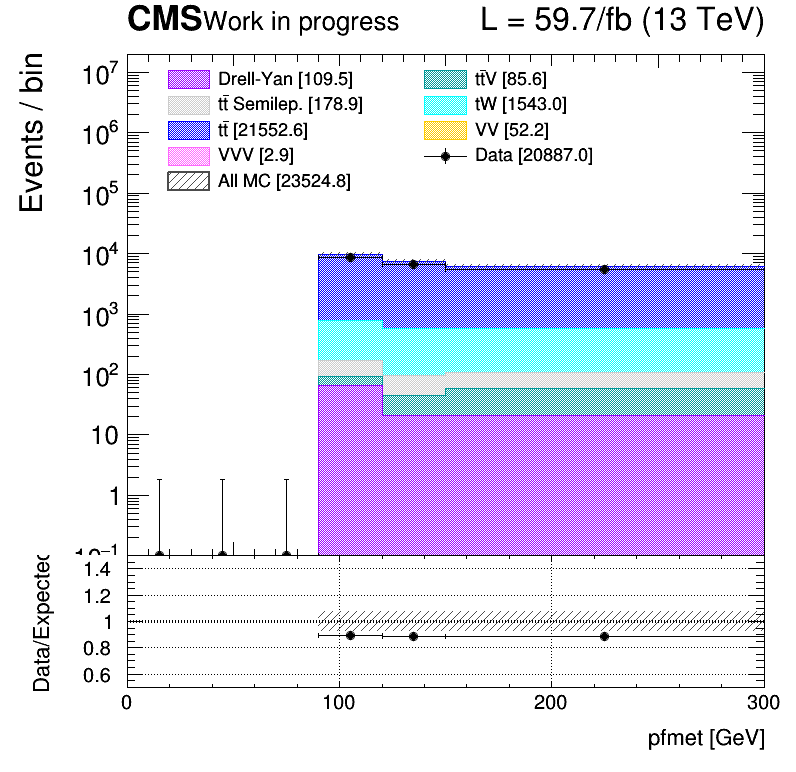 CMS Work in progress L = 59.7/fb (13 TeV)
Events / bin
Drell-Yan [109.5]
tt̄ Semilep. [178.9]
tt̄ [21552.6]
VVV [2.9]
All MC [23524.8]
tt̄V [85.6]
tW [1543.0]
VV [52.2]
Data [20887.0]
10⁷
10⁶
10⁵
10⁴
10³
10²
10
1
10⁻¹
Data/Expected
1.4
1.2
1
0.8
0.6
0 100 200 300
pfmet [GeV]